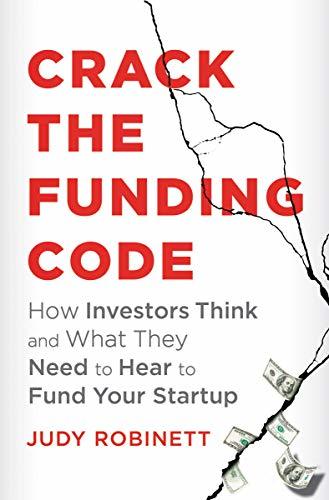 CRACK
THE
FUNDING
CODE
How Investors Think
and What They
Need to Hear to
Fund Your Startup
JUDY ROBINETT